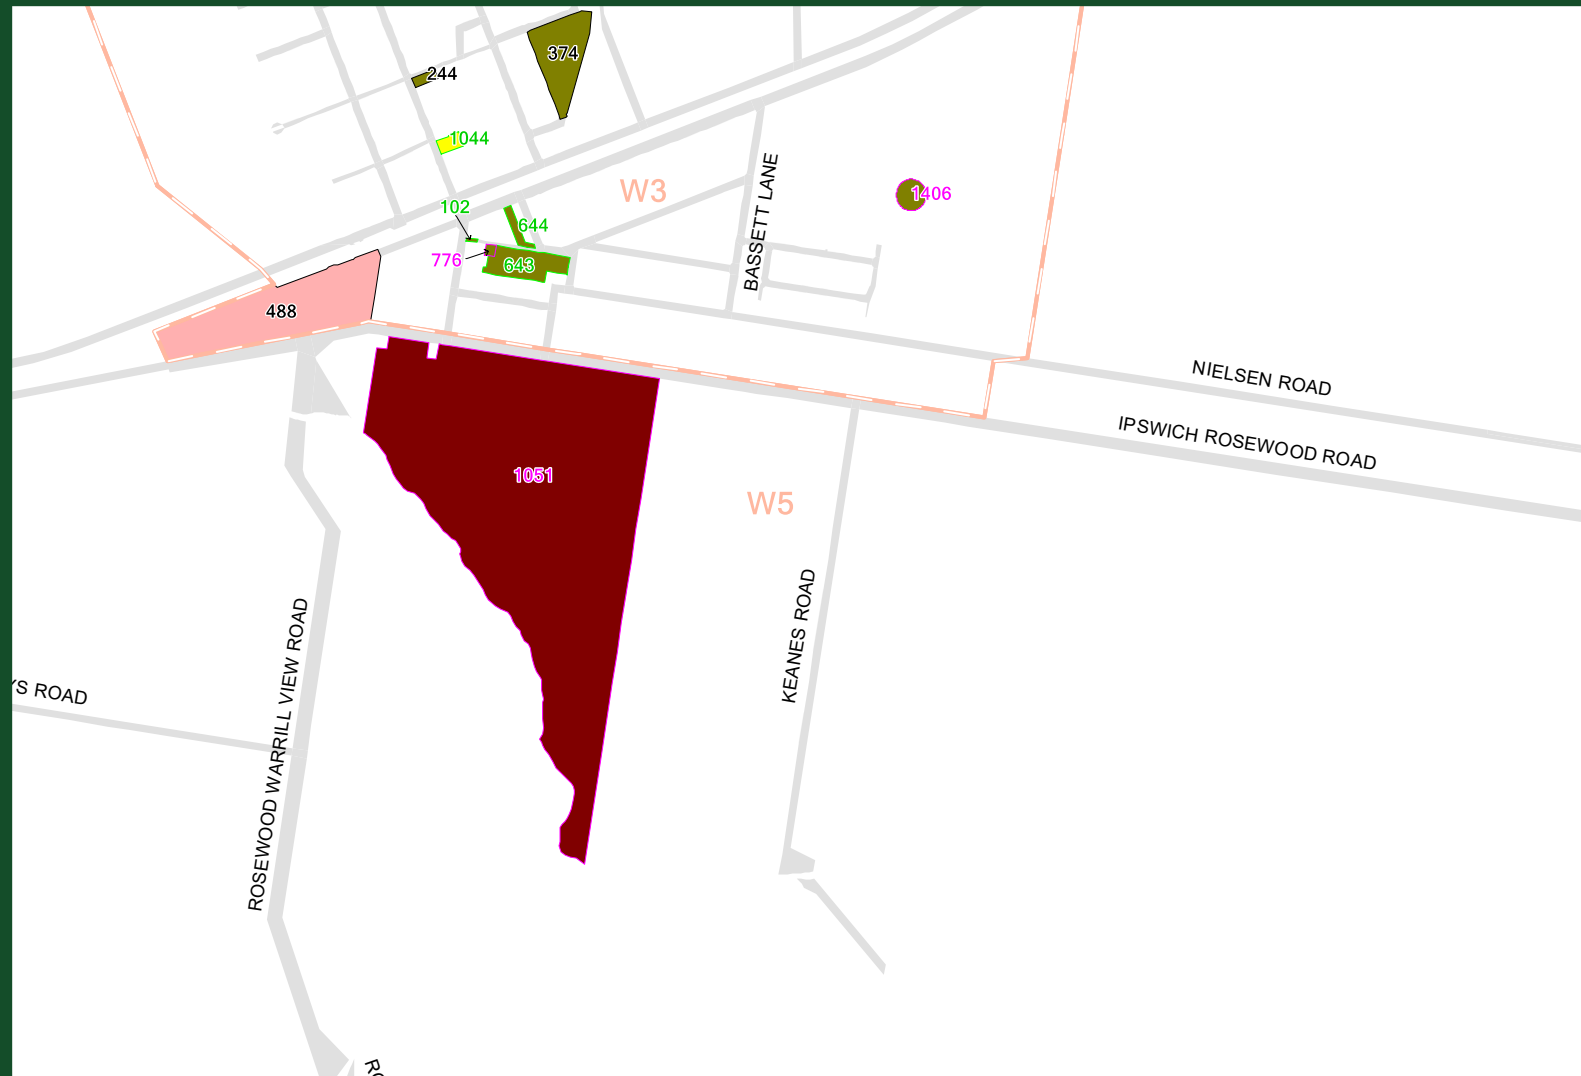 374
244
1044
BASSETT LANE
W3
1406
102
644
776
643
488
NIELSEN ROAD
IPSWICH ROSEWOOD ROAD
1051
W5
KEANES ROAD
ROSEWOOD WARRILL VIEW ROAD
YS ROAD